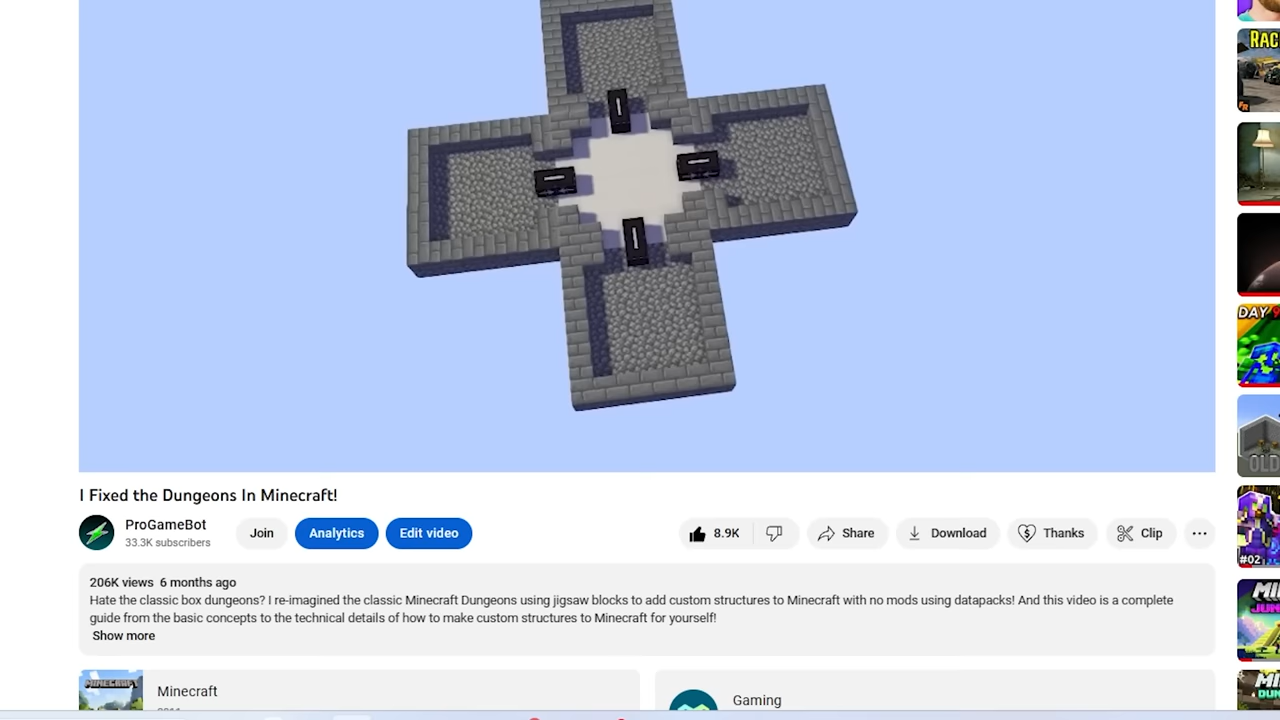 I Fixed the Dungeons In Minecraft!
ProGameBot
33.3K subscribers
Join
Analytics
Edit video
8.9K
Share
Download
Thanks
Clip
206K views 6 months ago
Hate the classic box dungeons? I re-imagined the classic Minecraft Dungeons using jigsaw blocks to add custom structures to Minecraft with no mods using datapacks! And this video is a complete
guide from the basic concepts to the technical details of how to make custom structures to Minecraft for yourself!
Show more
MINECRAFT
Minecraft
Gaming
DAY
OLD
#02